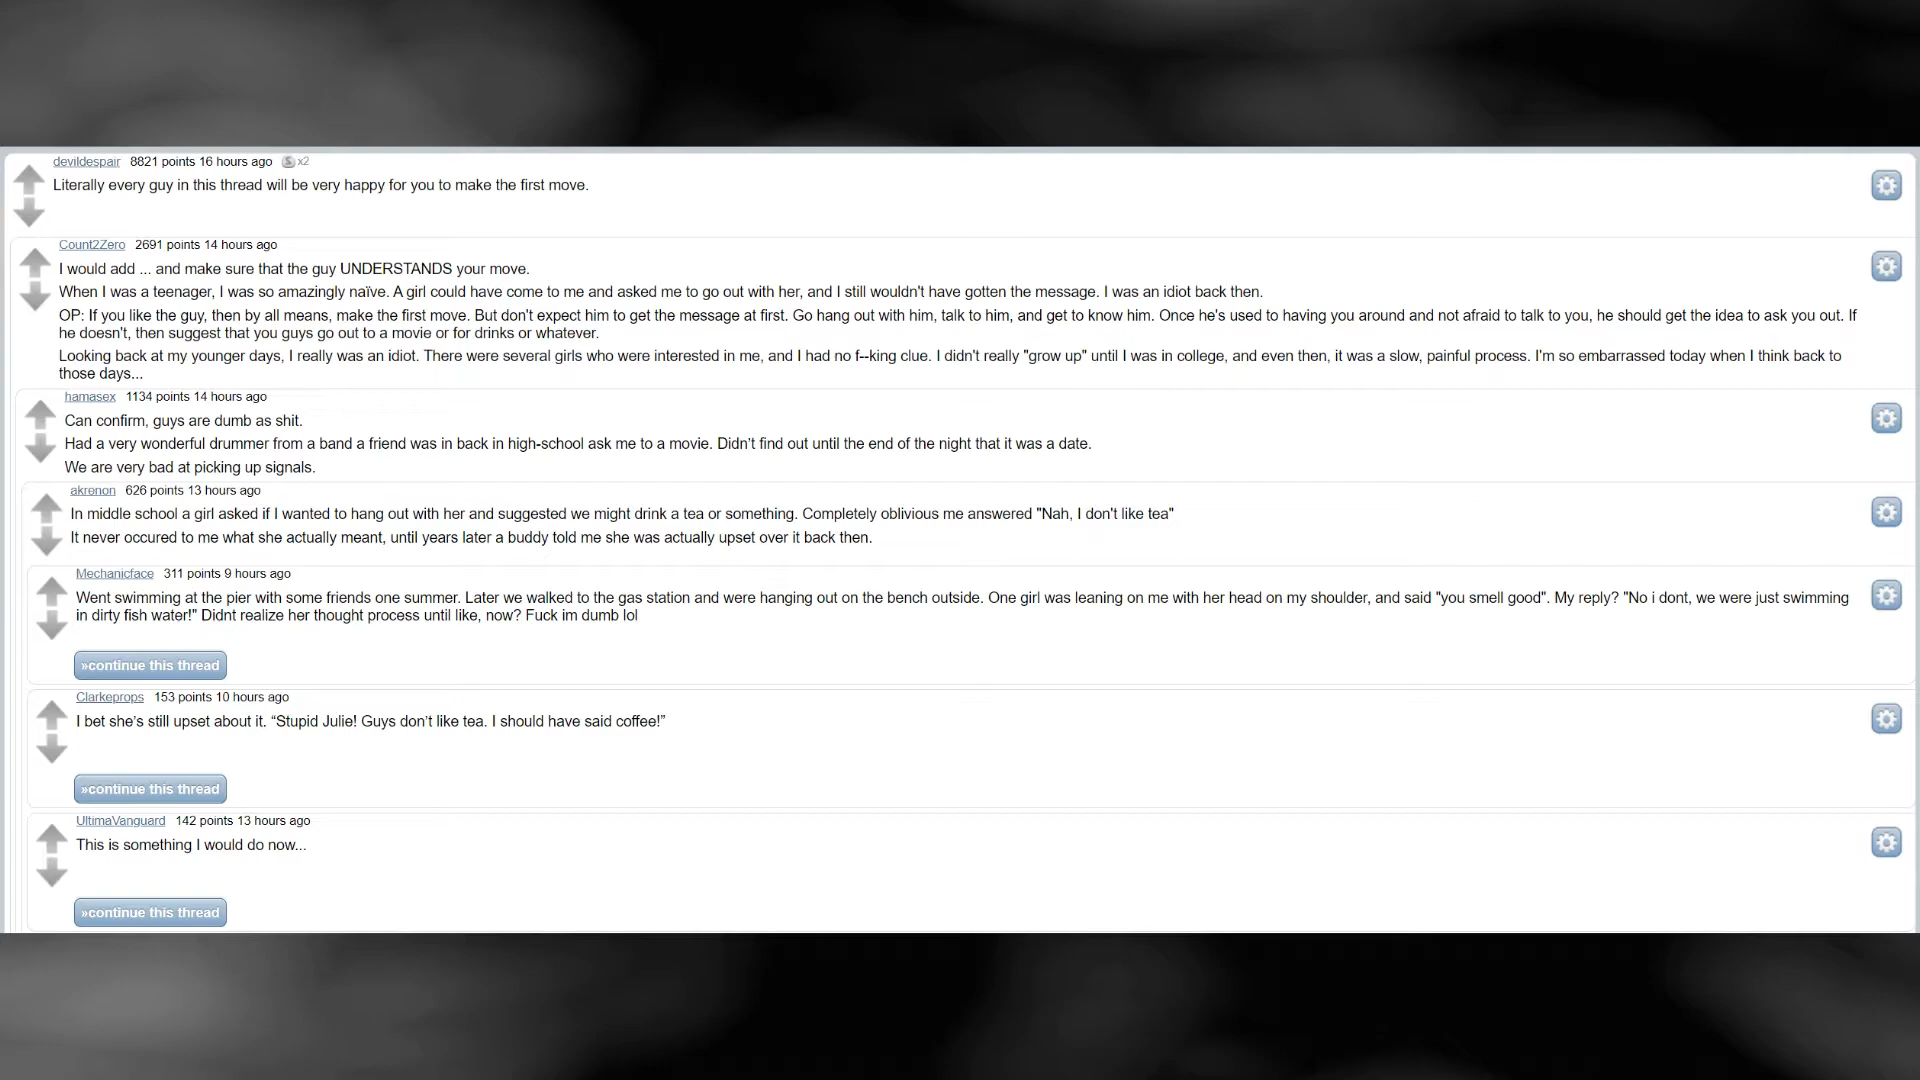 devildespair 8821 points 16 hours ago x2
Literally every guy in this thread will be very happy for you to make the first move.
Count2Zero 2691 points 14 hours ago
I would add ... and make sure that the guy UNDERSTANDS your move.
When I was a teenager, I was so amazingly naïve. A girl could have come to me and asked me to go out with her, and I still wouldn't have gotten the message. I was an idiot back then.
OP: If you like the guy, then by all means, make the first move. But don't expect him to get the message at first. Go hang out with him, talk to him, and get to know him. Once he's used to having you around and not afraid to talk to you, he should get the idea to ask you out. If
he doesn't, then suggest that you guys go out to a movie or for drinks or whatever.
Looking back at my younger days, I really was an idiot. There were several girls who were interested in me, and I had no f--king clue. I didn't really "grow up" until I was in college, and even then, it was a slow, painful process. I'm so embarrassed today when I think back to
those days...
hamasex 1134 points 14 hours ago
Can confirm, guys are dumb as shit.
Had a very wonderful drummer from a band a friend was in back in high-school ask me to a movie. Didn't find out until the end of the night that it was a date.
We are very bad at picking up signals.
akrenon 626 points 13 hours ago
In middle school a girl asked if I wanted to hang out with her and suggested we might drink a tea or something. Completely oblivious me answered "Nah, I don't like tea"
It never occured to me what she actually meant, until years later a buddy told me she was actually upset over it back then.
Mechanicface 311 points 9 hours ago
Went swimming at the pier with some friends one summer. Later we walked to the gas station and were hanging out on the bench outside. One girl was leaning on me with her head on my shoulder, and said "you smell good". My reply? "No i dont, we were just swimming
in dirty fish water!" Didnt realize her thought process until like, now? Fuck im dumb lol
»continue this thread
Clarkeprops 153 points 10 hours ago
I bet she's still upset about it. “Stupid Julie! Guys don't like tea. I should have said coffee!”
»continue this thread
UltimaVanguard 142 points 13 hours ago
This is something I would do now...
»continue this thread